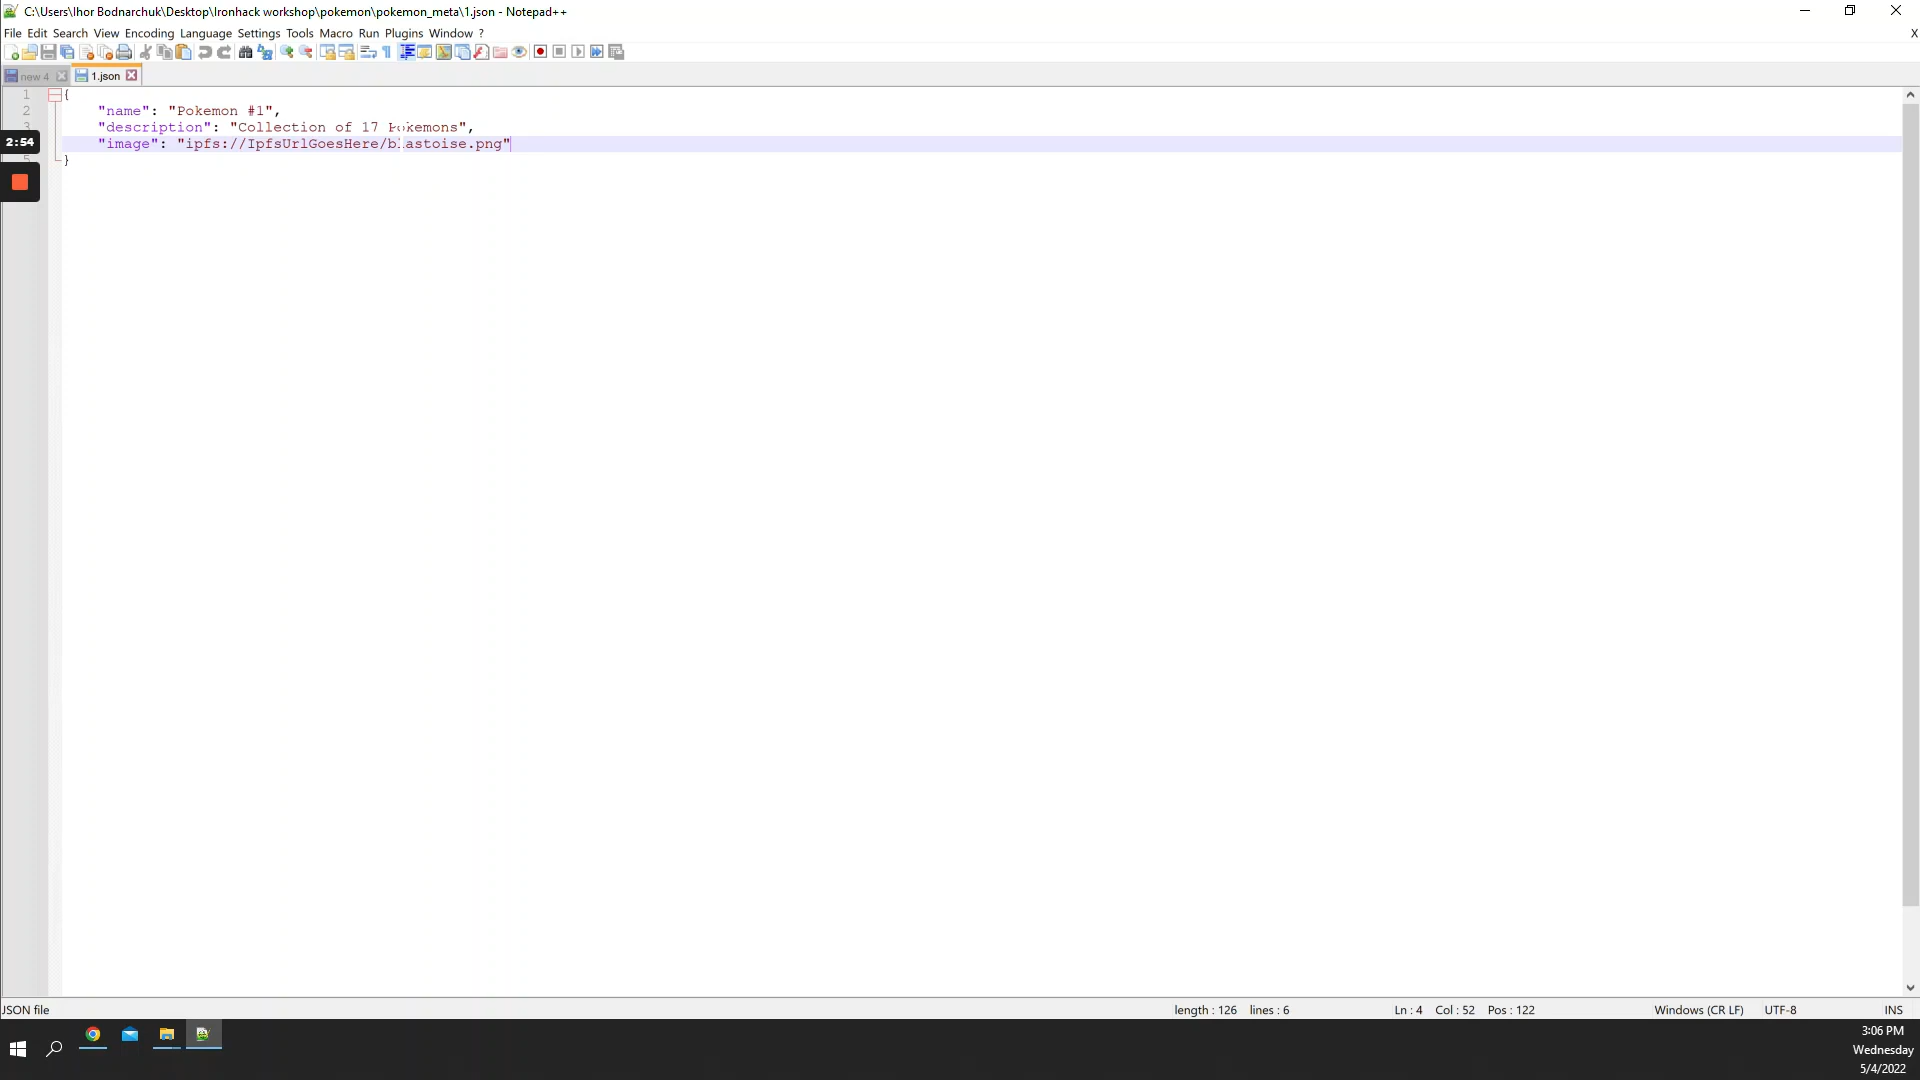 C:\Users\Ihor Bodnarchuk\Desktop\Ironhack workshop\pokemon\pokemon_meta\1.json - Notepad++
File Edit Search View Encoding Language Settings Tools Macro Run Plugins Window ?
X
new 4 1.json
1 {
2 "name": "Pokemon #1",
3 "description": "Collection of 17 Pokemons",
"image": "ipfs://IpfsUrlGoesHere/blastoise.png"
2:54
5 }
JSON file length : 126 lines : 6 Ln : 4 Col : 52 Pos : 122 Windows (CR LF) UTF-8 INS
3:06 PM
Wednesday
5/4/2022